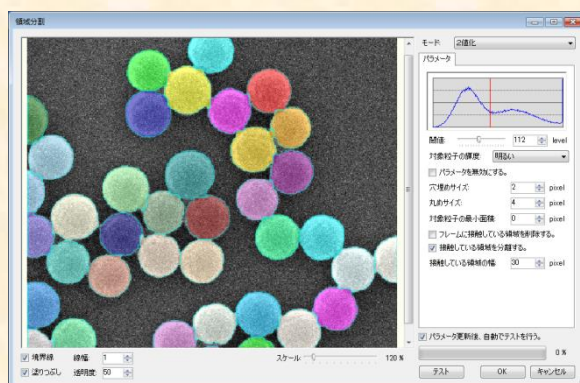 領域分割
モード: 2値化
パラメータ
閾値: 112 level
対象粒子の輝度: 明るい
パラメータを無効にする。
穴埋めサイズ: 2 pixel
丸めサイズ: 4 pixel
対象粒子の最小面積: 0 pixel
フレームに接触している領域を削除する。
接触している領域を分離する。
接触している領域の幅: 30 pixel
パラメータ更新後、自動でテストを行う。
0 %
境界線 線幅: 1 スケール 120 %
塗りつぶし 透明度: 50
テスト OK キャンセル